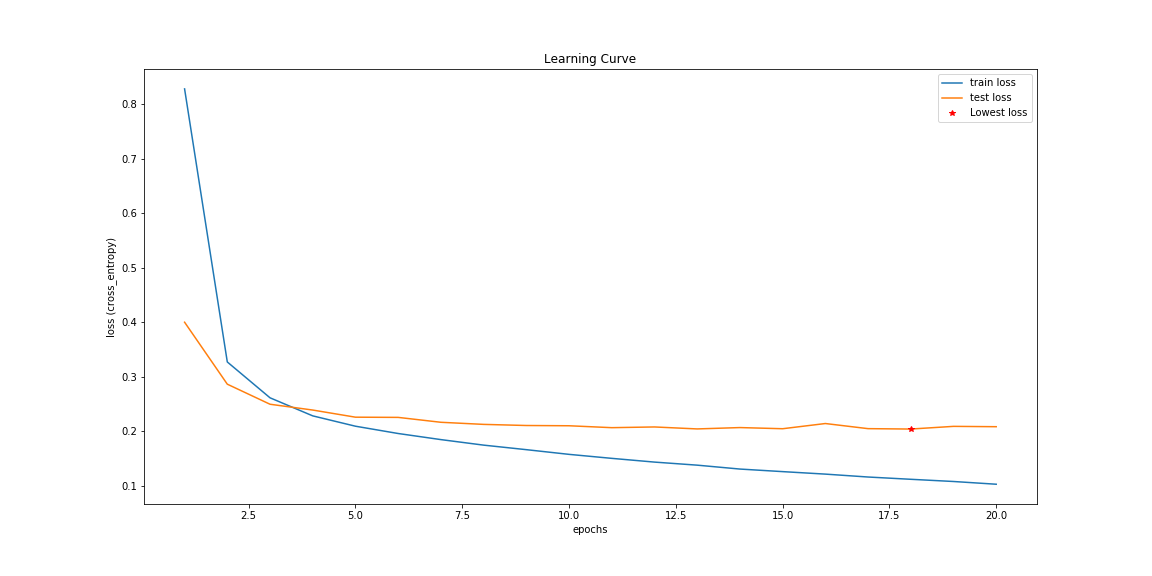 Learning Curve
train loss
test loss
Lowest loss
0.8
0.7
0.6
0.5
0.4
0.3
0.2
0.1
loss (cross_entropy)
2.5
5.0
7.5
10.0
12.5
15.0
17.5
20.0
epochs